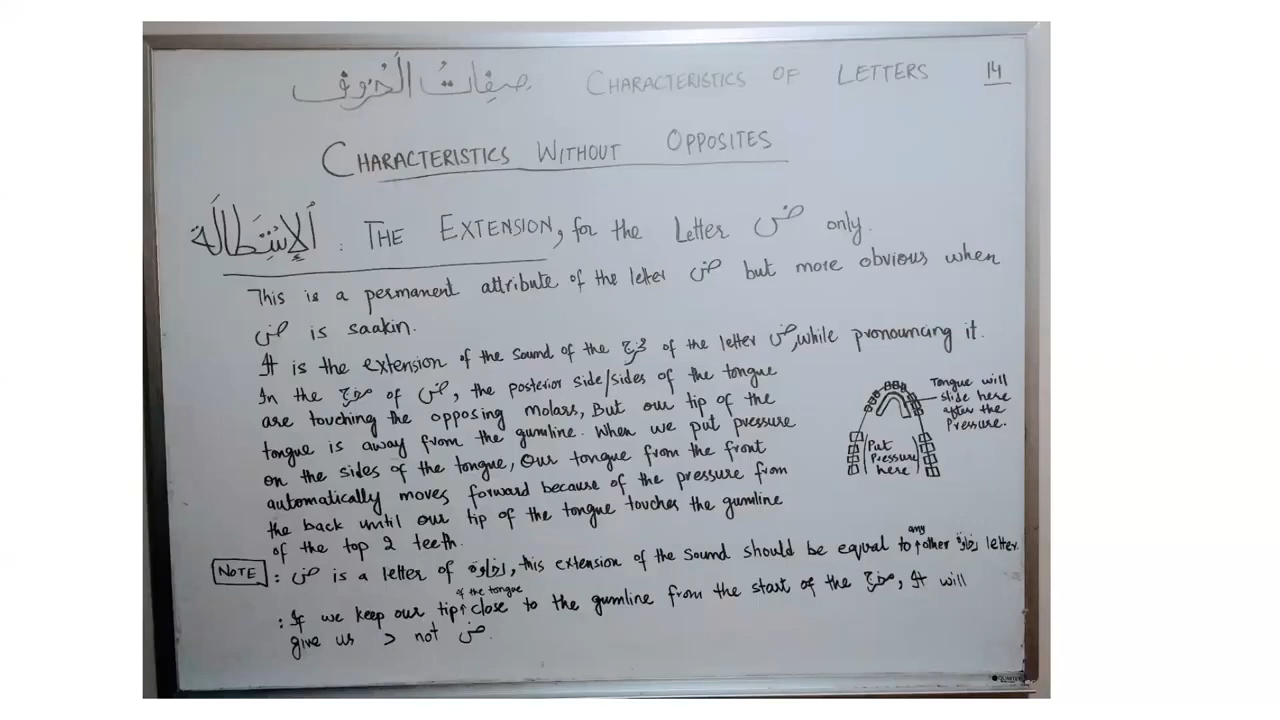 صِفَاتُ الْحُرُوف CHARACTERISTICS OF LETTERS 14
CHARACTERISTICS WITHOUT OPPOSITES
اَلإِسْتِطَالَة : THE EXTENSION, for the Letter ض only.
This is a permanent attribute of the letter ض but more obvious when
ض is saakin.
It is the extension of the sound of the مخرج of the letter ض, while pronouncing it.
In the مخرج of ض, the posterior side/sides of the tongue
are touching the opposing molars, But our tip of the
tongue is away from the gumline. When we put pressure
on the sides of the tongue, Our tongue from the front
automatically moves forward because of the pressure from
the back until our tip of the tongue touches the gumline
of the top 2 teeth.
Tongue will
slide here
after the
Pressure.
Put
Pressure
here
NOTE : ض is a letter of رخاوة, this extension of the sound should be equal to any other رخاوة letter.
: If we keep our tip of the tongue close to the gumline from the start of the مخرج, It will
give us د not ض.
QUARTET